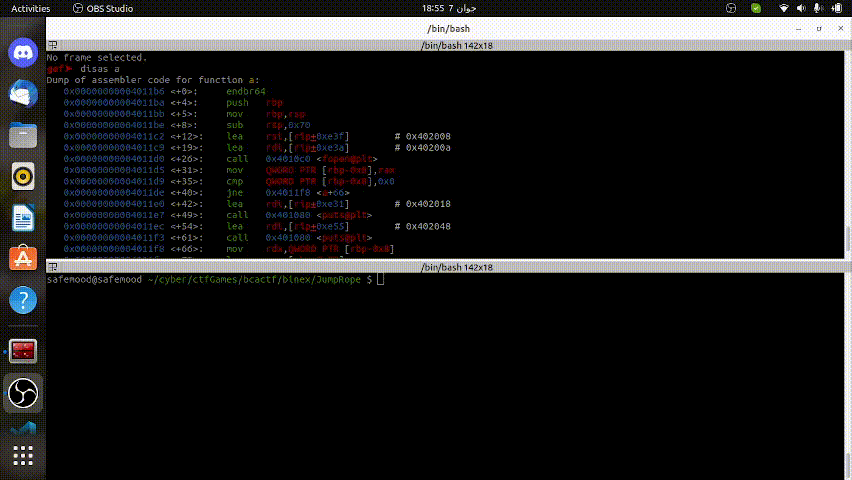 Activities
OBS Studio
18:55 7 جوان
/bin/bash
/bin/bash 142x18
No frame selected.
gef➤ disas a
Dump of assembler code for function a:
0x00000000004011b6 <+0>: endbr64
0x00000000004011ba <+4>: push rbp
0x00000000004011bb <+5>: mov rbp,rsp
0x00000000004011be <+8>: sub rsp,0x70
0x00000000004011c2 <+12>: lea rsi,[rip+0xe3f] # 0x402008
0x00000000004011c9 <+19>: lea rdi,[rip+0xe3a] # 0x40200a
0x00000000004011d0 <+26>: call 0x4010c0 <fopen@plt>
0x00000000004011d5 <+31>: mov QWORD PTR [rbp-0x8],rax
0x00000000004011d9 <+35>: cmp QWORD PTR [rbp-0x8],0x0
0x00000000004011de <+40>: jne 0x4011f8 <a+66>
0x00000000004011e0 <+42>: lea rdi,[rip+0xe31] # 0x402018
0x00000000004011e7 <+49>: call 0x401080 <puts@plt>
0x00000000004011ec <+54>: lea rdi,[rip+0xe55] # 0x402048
0x00000000004011f3 <+61>: call 0x401080 <puts@plt>
0x00000000004011f8 <+66>: mov rdx,QWORD PTR [rbp-0x8]
/bin/bash 142x18
safemood@safemood ~/cyber/ctfGames/bcactf/binex/JumpRope $